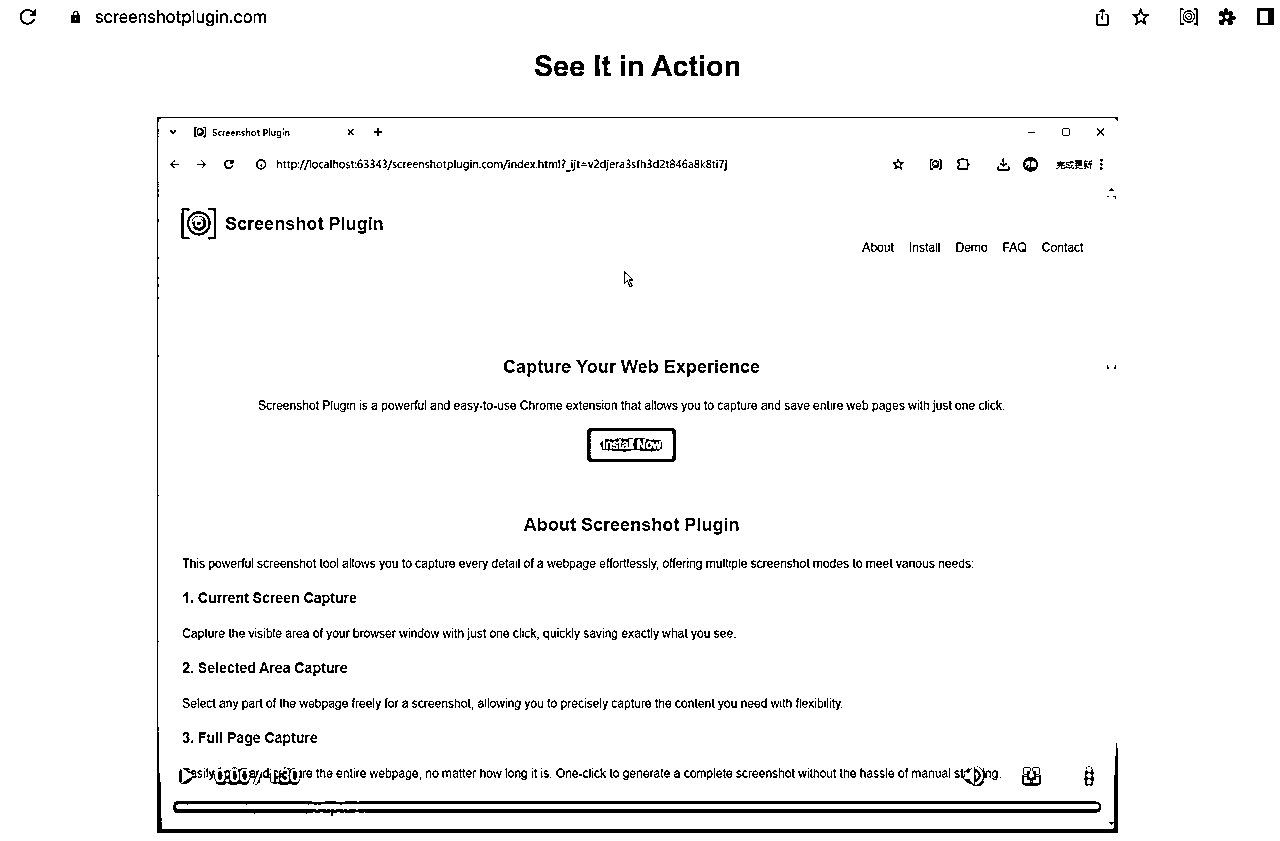 screenshotplugin.com
See It in Action
Screenshot Plugin
http://localhost:63343/screenshotplugin.com/index.html?_ijt=v2djera3sfh3d2t846a8k8ti7j
完成更新
Screenshot Plugin
About Install Demo FAQ Contact
Capture Your Web Experience
Screenshot Plugin is a powerful and easy-to-use Chrome extension that allows you to capture and save entire web pages with just one click.
Install Now
About Screenshot Plugin
This powerful screenshot tool allows you to capture every detail of a webpage effortlessly, offering multiple screenshot modes to meet various needs:
1. Current Screen Capture
Capture the visible area of your browser window with just one click, quickly saving exactly what you see.
2. Selected Area Capture
Select any part of the webpage freely for a screenshot, allowing you to precisely capture the content you need with flexibility.
3. Full Page Capture
the entire webpage, no matter how long it is. One-click to generate a complete screenshot without the hassle of manual